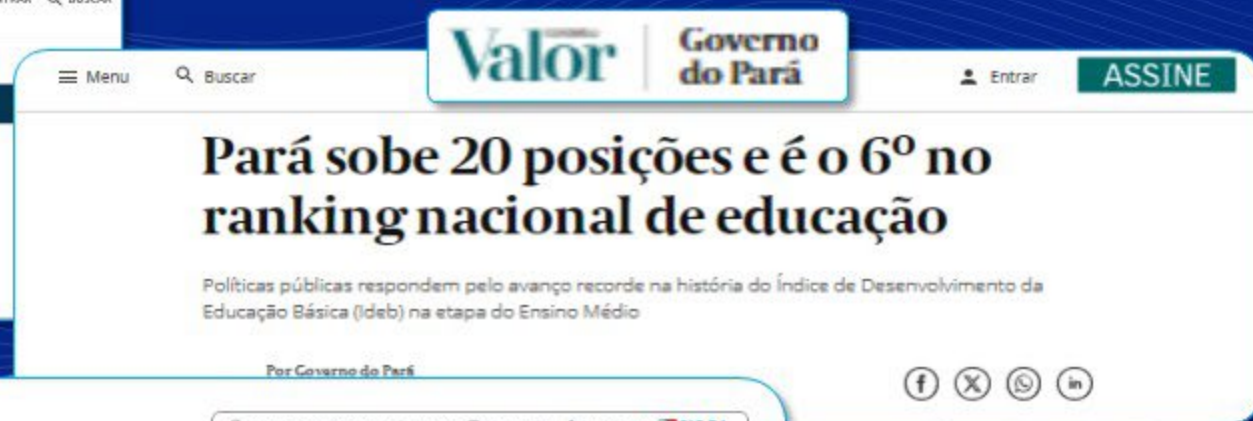 BUSCAR
Valor
Governo
do Pará
Menu
Buscar
Entrar
ASSINE
Pará sobe 20 posições e é o 6º no
ranking nacional de educação
Políticas públicas respondem pelo avanço recorde na história do Índice de Desenvolvimento da
Educação Básica (Ideb) na etapa do Ensino Médio
Por Governo do Pará